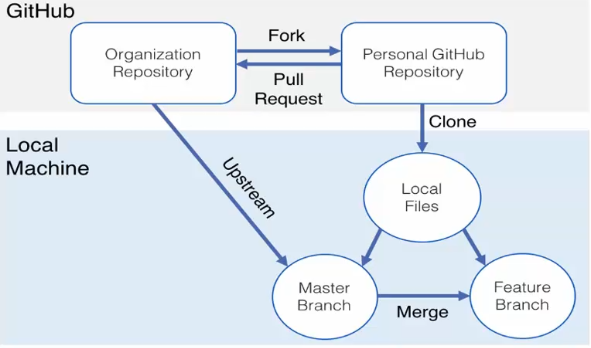 GitHub
Organization
Repository
Fork
Pull
Request
Personal GitHub
Repository
Clone
Local
Machine
Upstream
Local
Files
Master
Branch
Merge
Feature
Branch